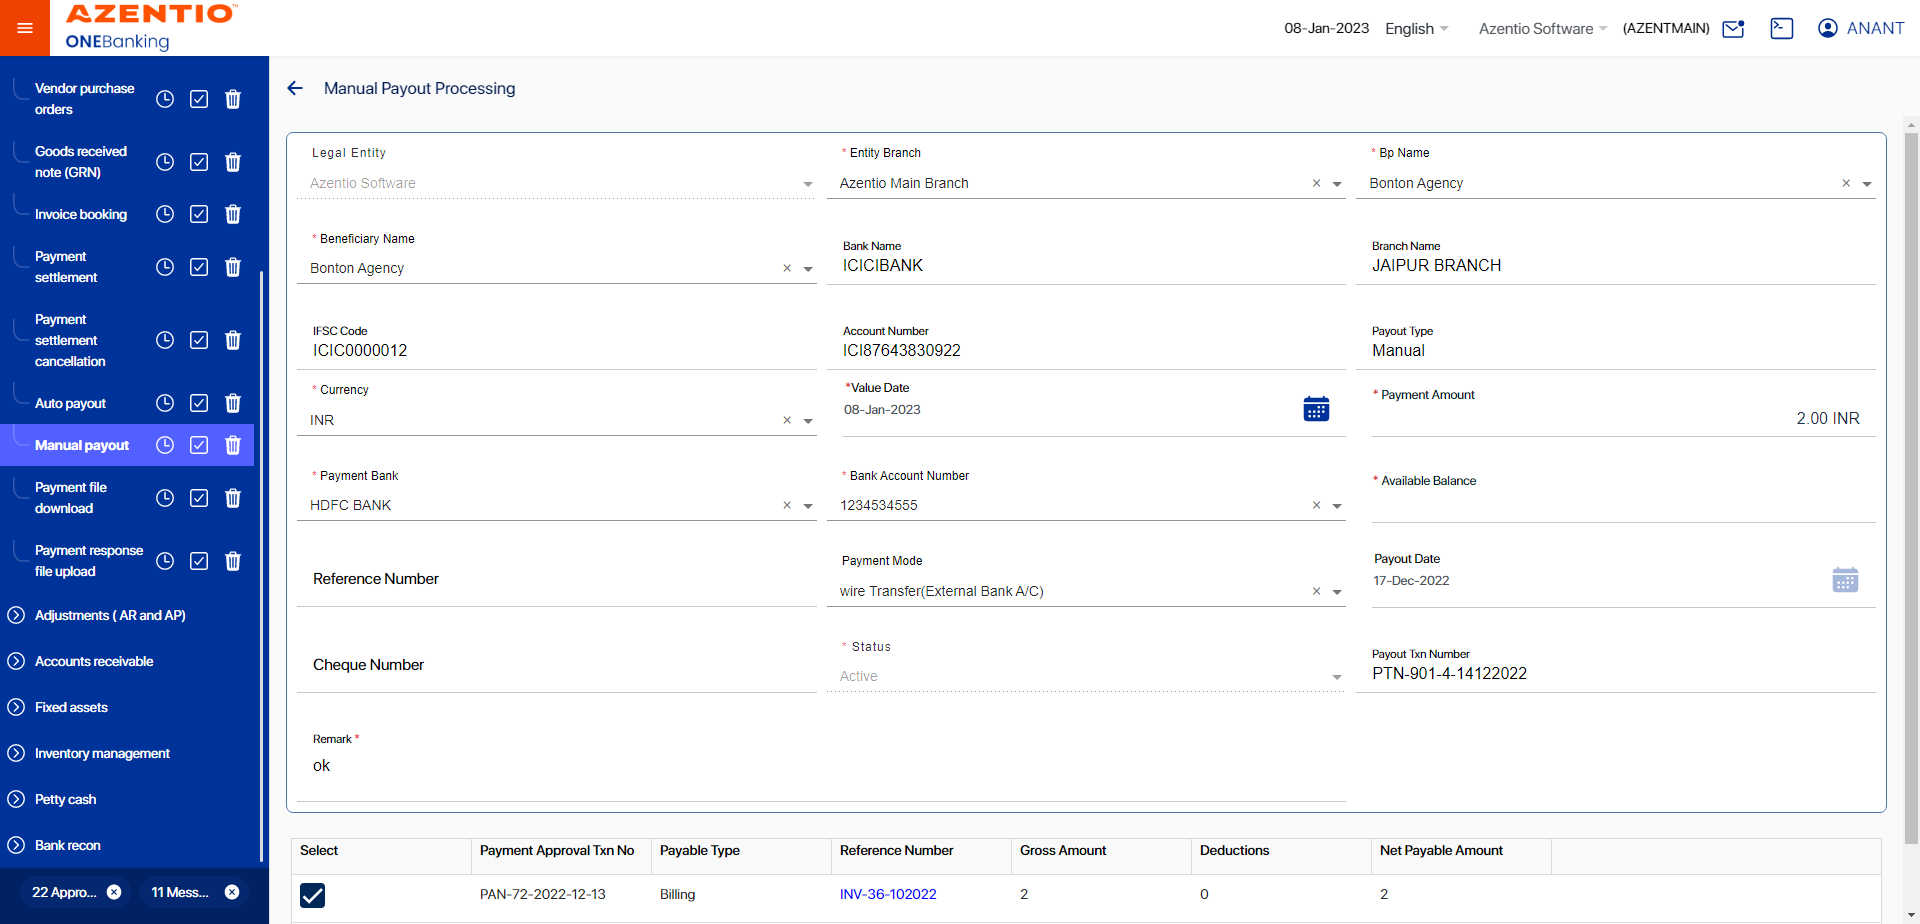 AZENTIO™
ONEBanking
08-Jan-2023 English Azentio Software (AZENTMAIN) ANANT
Vendor purchase
orders
Goods received
note (GRN)
Invoice booking
Payment
settlement
Payment
settlement
cancellation
Auto payout
Manual payout
Payment file
download
Payment response
file upload
Adjustments ( AR and AP)
Accounts receivable
Fixed assets
Inventory management
Petty cash
Bank recon
22 Appro...
11 Mess...
Manual Payout Processing
Legal Entity
Azentio Software
* Entity Branch
Azentio Main Branch
* Bp Name
Bonton Agency
* Beneficiary Name
Bonton Agency
Bank Name
ICICIBANK
Branch Name
JAIPUR BRANCH
IFSC Code
ICIC0000012
Account Number
ICI87643830922
Payout Type
Manual
* Currency
INR
*Value Date
08-Jan-2023
* Payment Amount
2.00 INR
* Payment Bank
HDFC BANK
* Bank Account Number
1234534555
* Available Balance
Reference Number
Payment Mode
wire Transfer(External Bank A/C)
Payout Date
17-Dec-2022
Cheque Number
* Status
Active
Payout Txn Number
PTN-901-4-14122022
Remark *
ok
Select Payment Approval Txn No Payable Type Reference Number Gross Amount Deductions Net Payable Amount
PAN-72-2022-12-13 Billing INV-36-102022 2 0 2